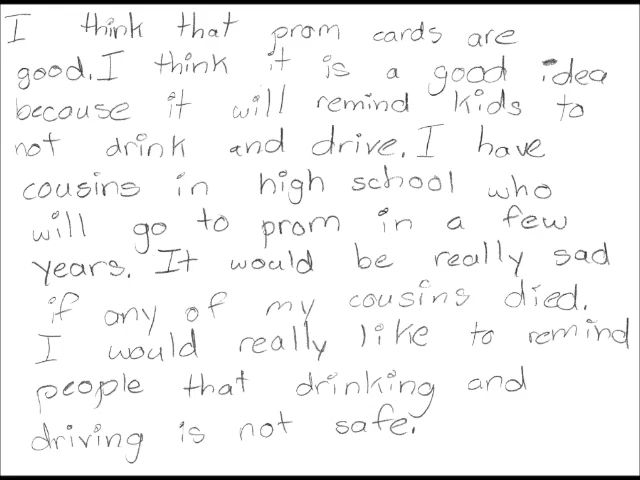 I think that prom cards are
good. I think it is a good idea
because it will remind kids to
not drink and drive. I have
cousins in high school who
will go to prom in a few
years. It would be really sad
if any of my cousins died.
I would really like to remind
people that drinking and
driving is not safe.